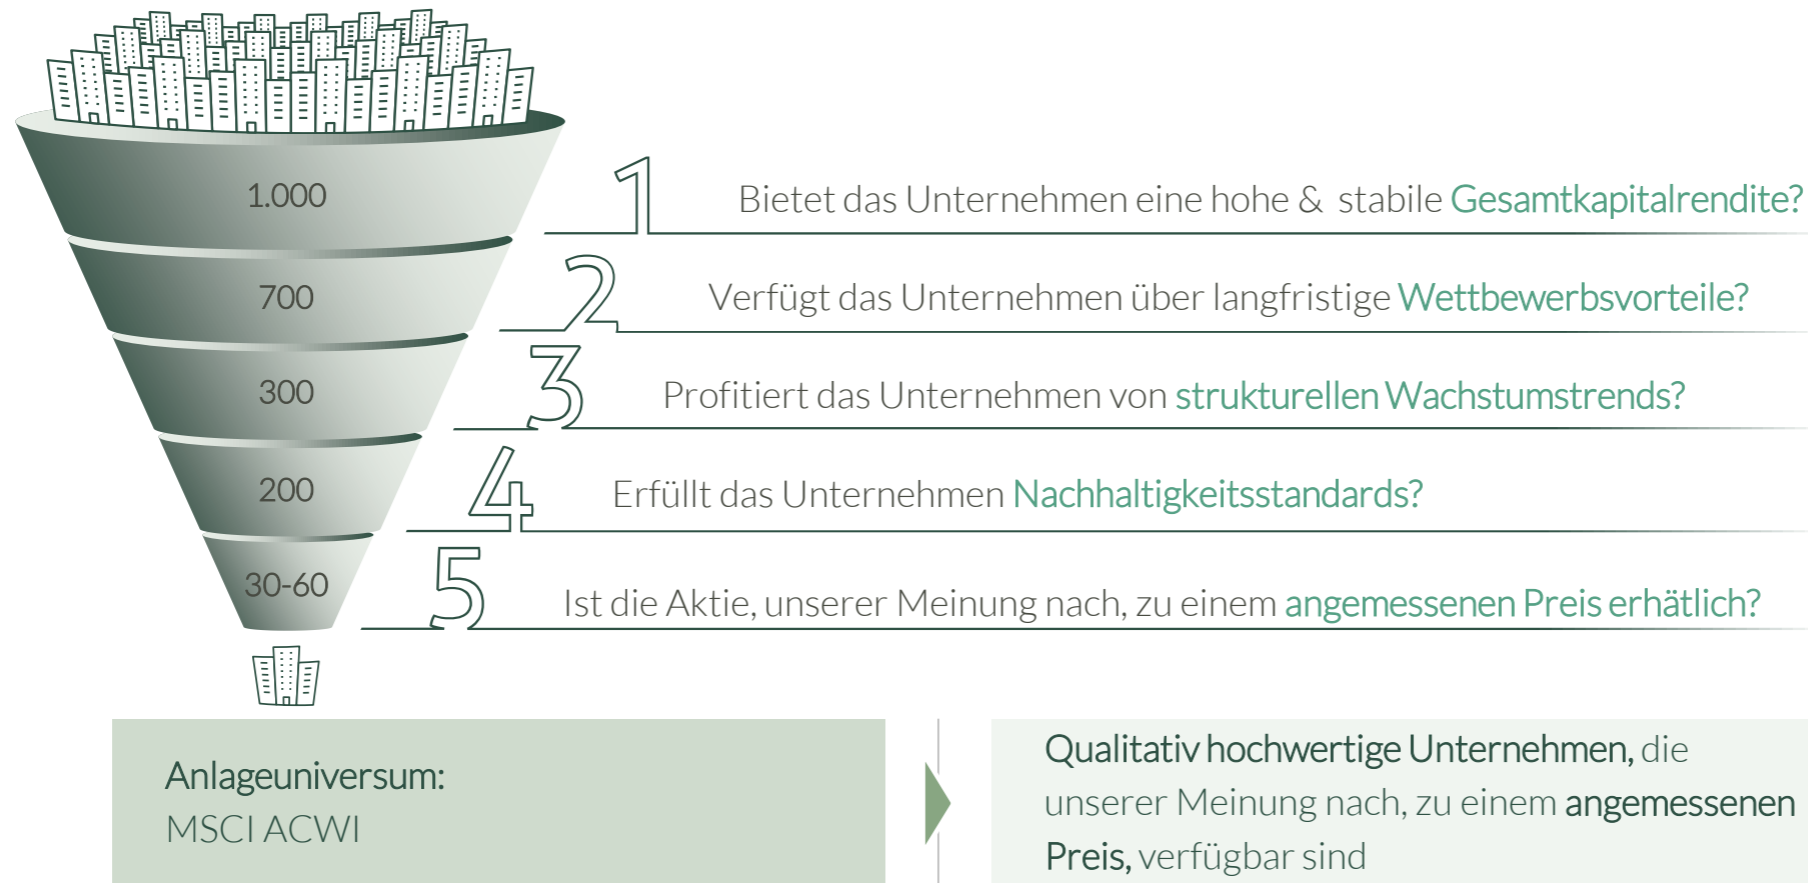 1.000
1
Bietet das Unternehmen eine hohe & stabile Gesamtkapitalrendite?
700
2
Verfügt das Unternehmen über langfristige Wettbewerbsvorteile?
300
3
Profitiert das Unternehmen von strukturellen Wachstumstrends?
200
4
Erfüllt das Unternehmen Nachhaltigkeitsstandards?
30-60
5
Ist die Aktie, unserer Meinung nach, zu einem angemessenen Preis erhätlich?
Anlageuniversum:
MSCI ACWI
Qualitativ hochwertige Unternehmen, die
unserer Meinung nach, zu einem angemessenen
Preis, verfügbar sind